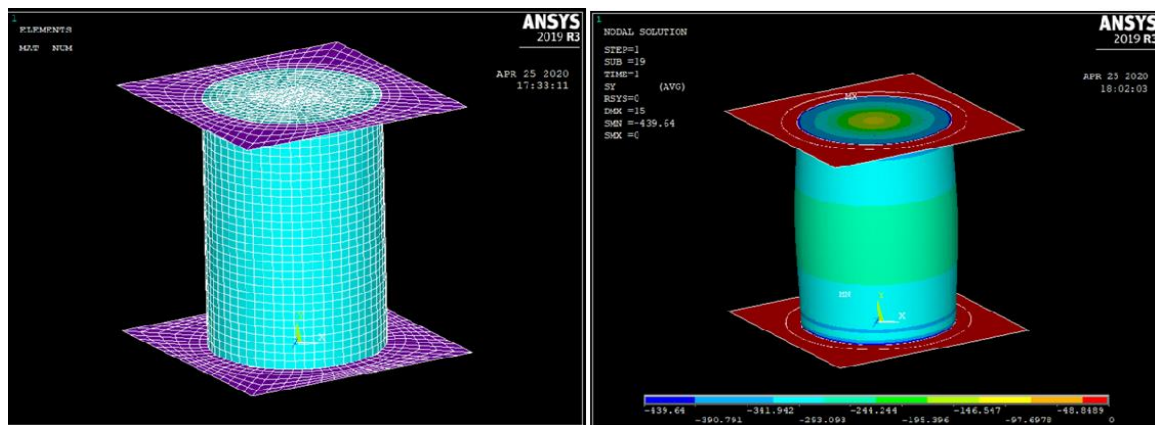 1
ELEMENTS
MAT NUM
ANSYS
2019 R3
APR 25 2020
17:33:11
Y
X
1
NODAL SOLUTION
STEP=1
SUB =19
TIME=1
SY (AVG)
RSYS=0
DMX =15
SMN =-439.64
SMX =0
ANSYS
2019 R3
APR 25 2020
18:02:03
MX
MN
Y
X
-439.64 -341.942 -244.244 -146.547 -48.8489
-390.791 -293.093 -195.396 -97.6978 0